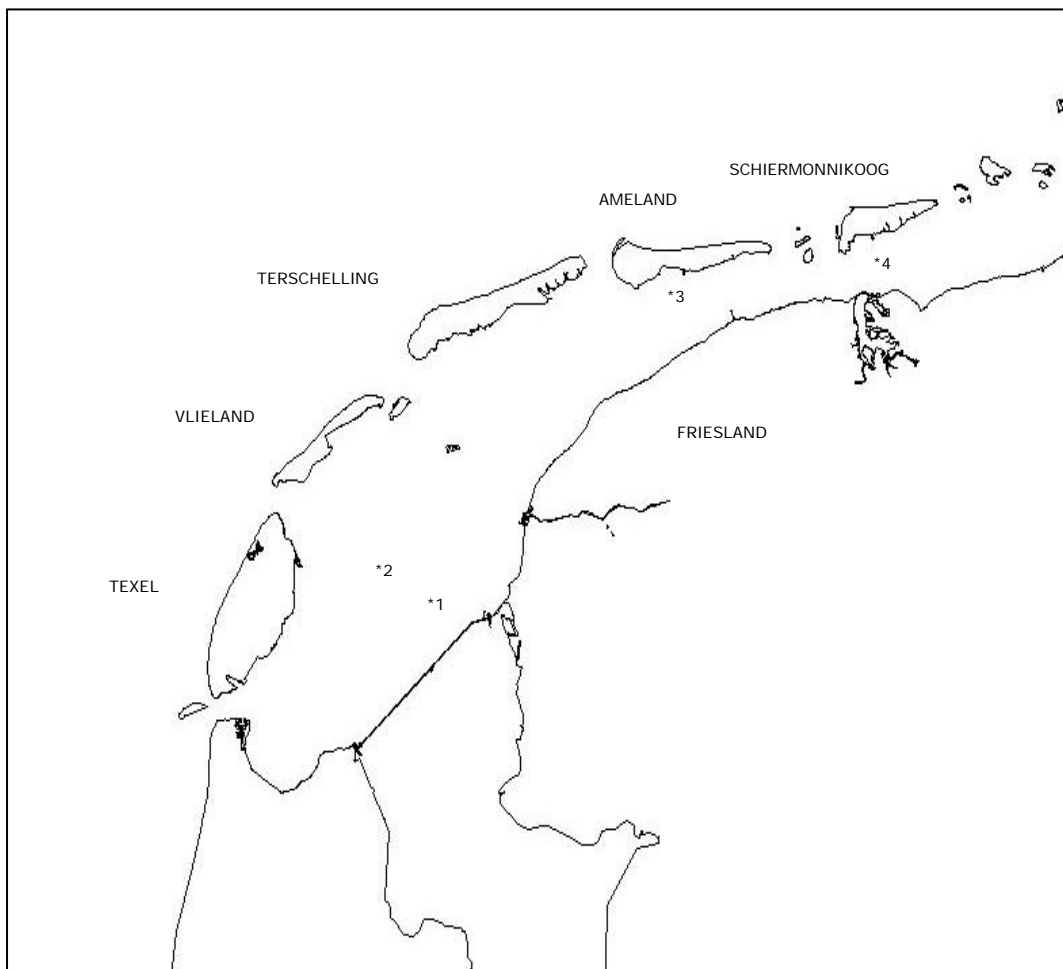 SCHIERMONNIKOOG
AMELAND
TERSCHELLING
*4
*3
VLIELAND
FRIESLAND
TEXEL
*2
*1